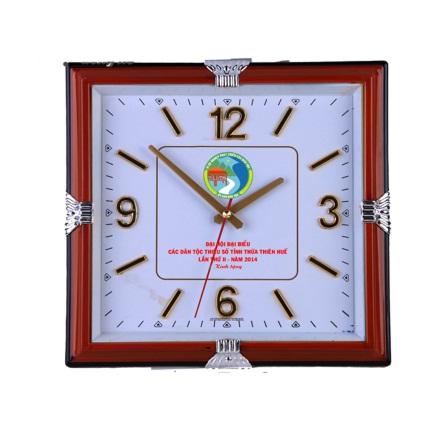 12
9
3
ĐẠI HỘI ĐẠI BIỂU
CÁC DÂN TỘC THIỂU SỐ TỈNH THỪA THIÊN HUẾ
LẦN THỨ II - NĂM 2014
Kính tặng
6